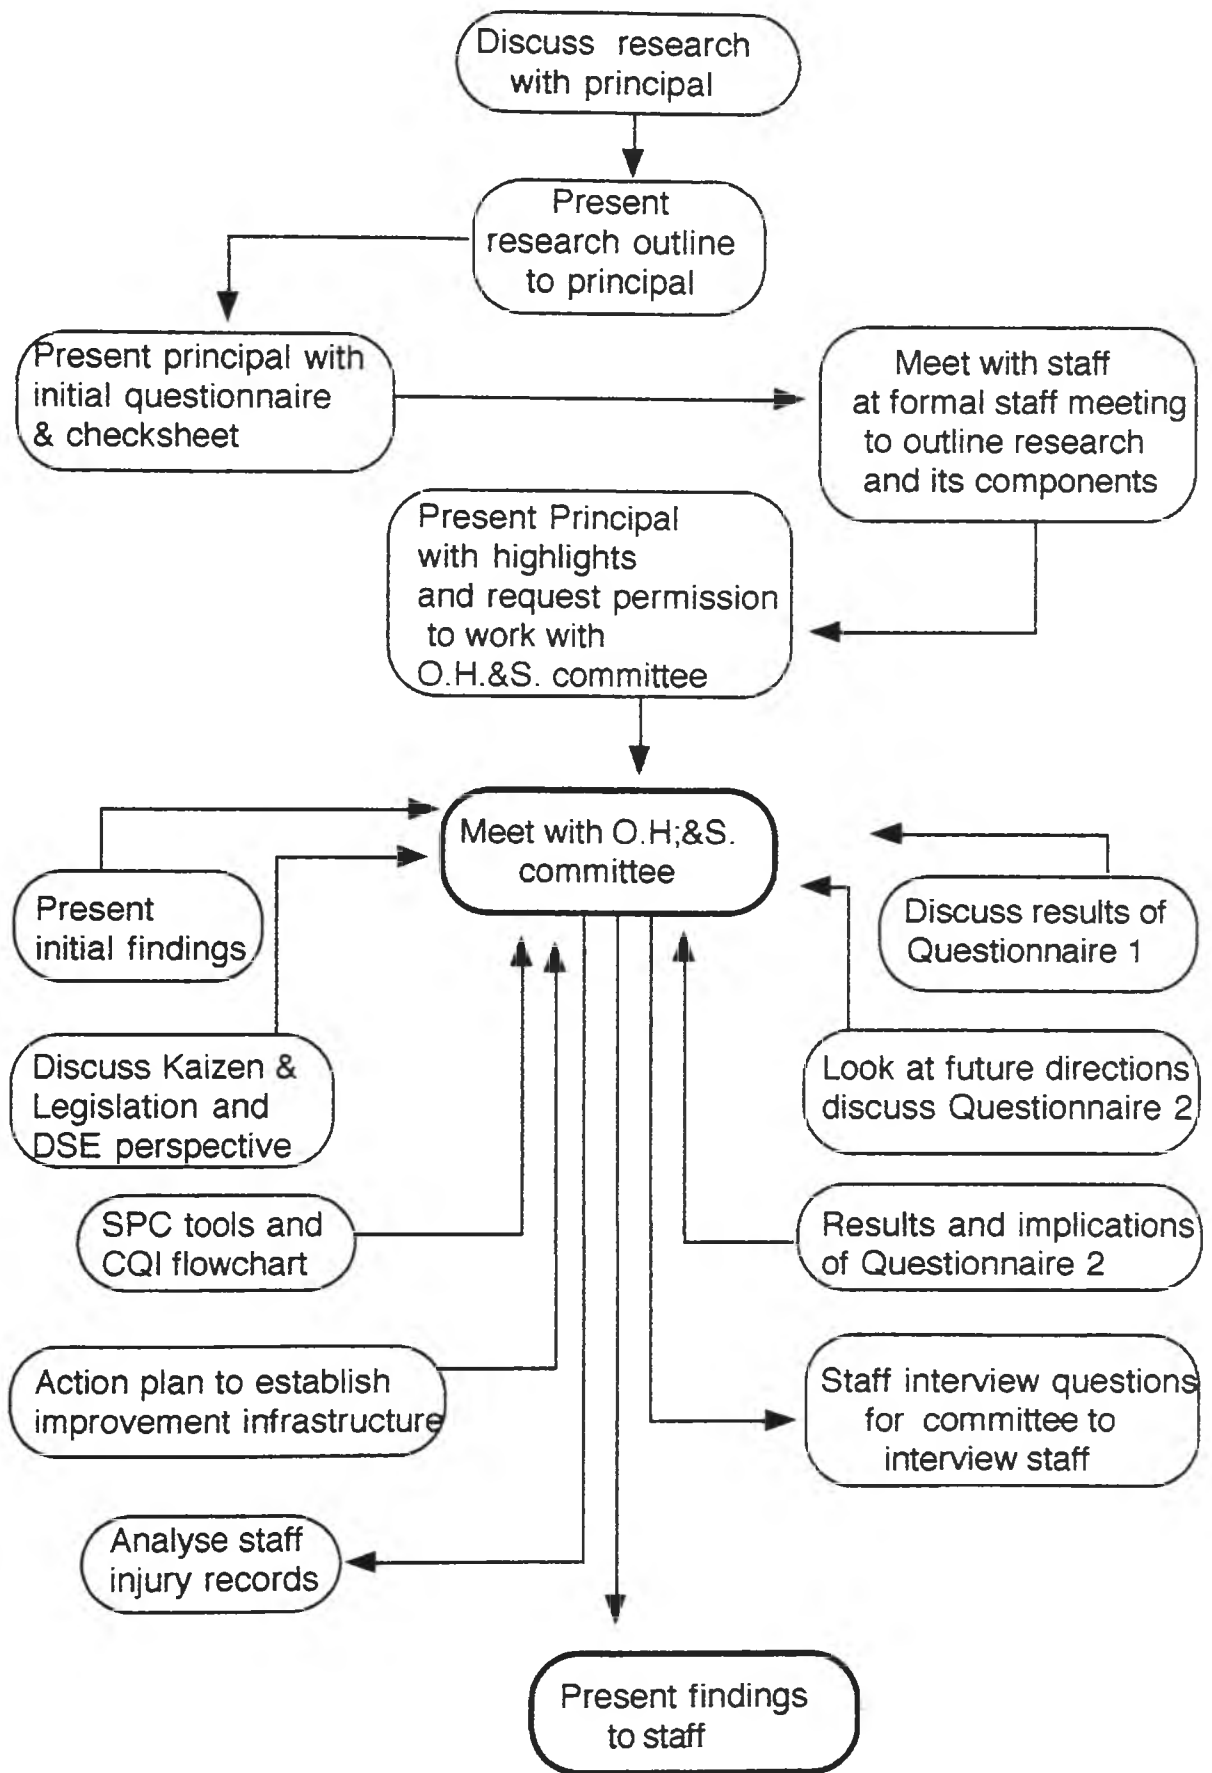 Discuss research
with principal
Present
research outline
to principal
Present principal with
initial questionnaire
& checksheet
Meet with staff
at formal staff meeting
to outline research
and its components
Present Principal
with highlights
and request permission
to work with
O.H.&S. committee
Meet with O.H;&S.
committee
Present
initial findings
Discuss results of
Questionnaire 1
Discuss Kaizen &
Legislation and
DSE perspective
Look at future directions
discuss Questionnaire 2
SPC tools and
CQI flowchart
Results and implications
of Questionnaire 2
Action plan to establish
improvement infrastructure
Staff interview questions
for committee to
interview staff
Analyse staff
injury records
Present findings
to staff